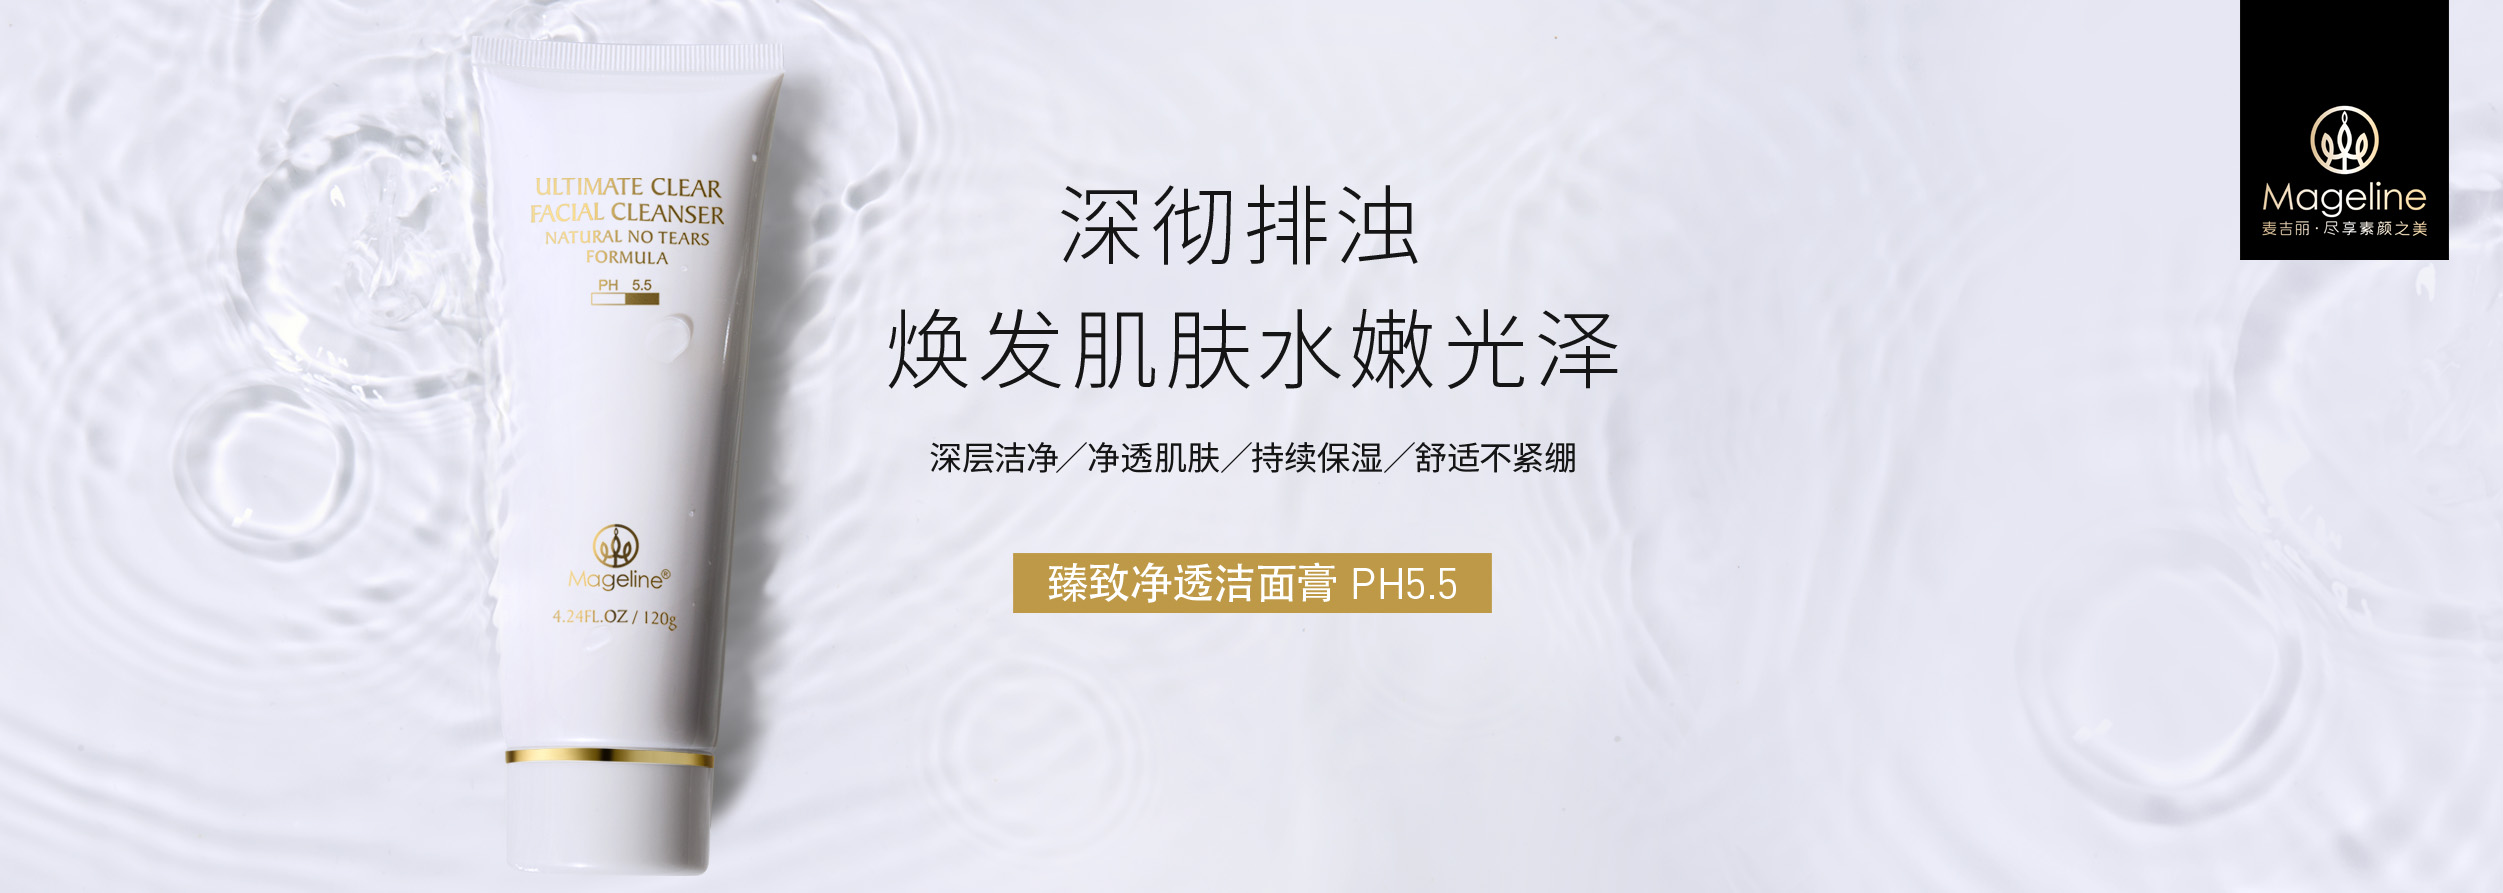 ULTIMATE CLEAR
FACIAL CLEANSER
NATURAL NO TEARS
FORMULA
PH 5.5
Mageline®
4.24FL.OZ / 120g
深彻排浊
焕发肌肤水嫩光泽
深层洁净／净透肌肤／持续保湿／舒适不紧绷
臻致净透洁面膏 PH5.5
Mageline
麦吉丽·尽享素颜之美